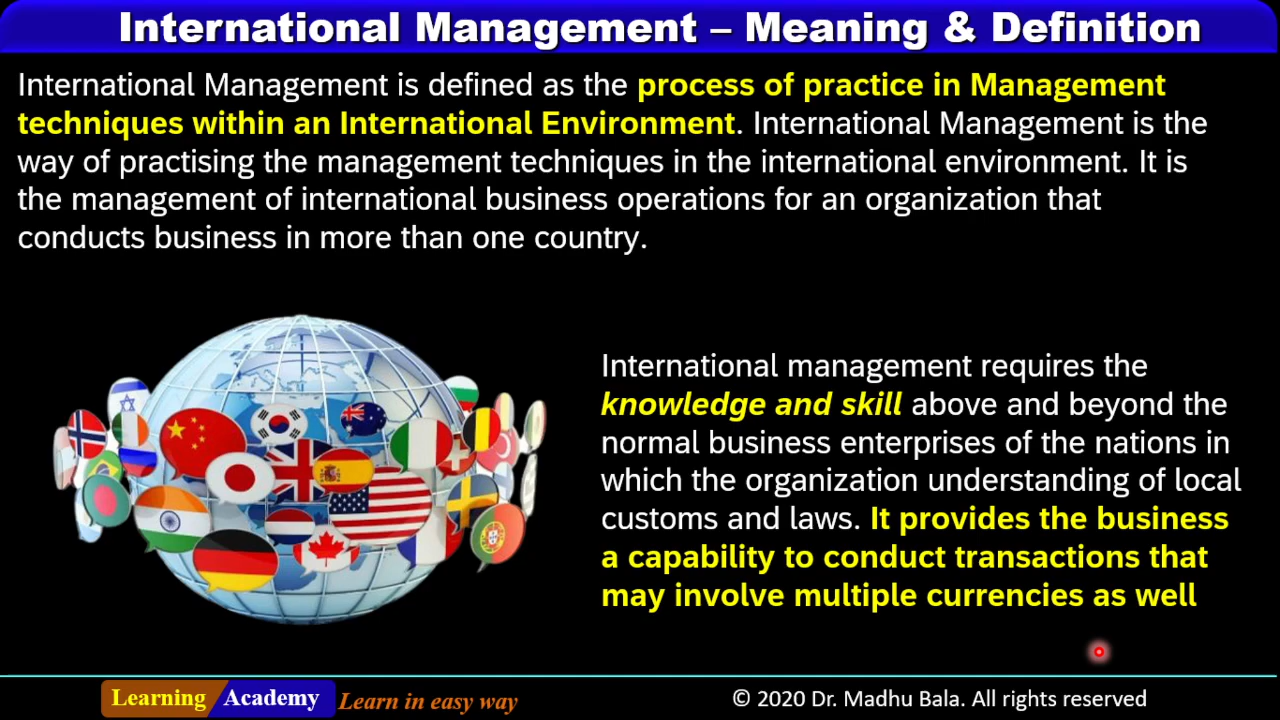 International Management – Meaning & Definition
International Management is defined as the process of practice in Management
techniques within an International Environment. International Management is the
way of practising the management techniques in the international environment. It is
the management of international business operations for an organization that
conducts business in more than one country.
International management requires the
knowledge and skill above and beyond the
normal business enterprises of the nations in
which the organization understanding of local
customs and laws. It provides the business
a capability to conduct transactions that
may involve multiple currencies as well
Learning Academy Learn in easy way
© 2020 Dr. Madhu Bala. All rights reserved